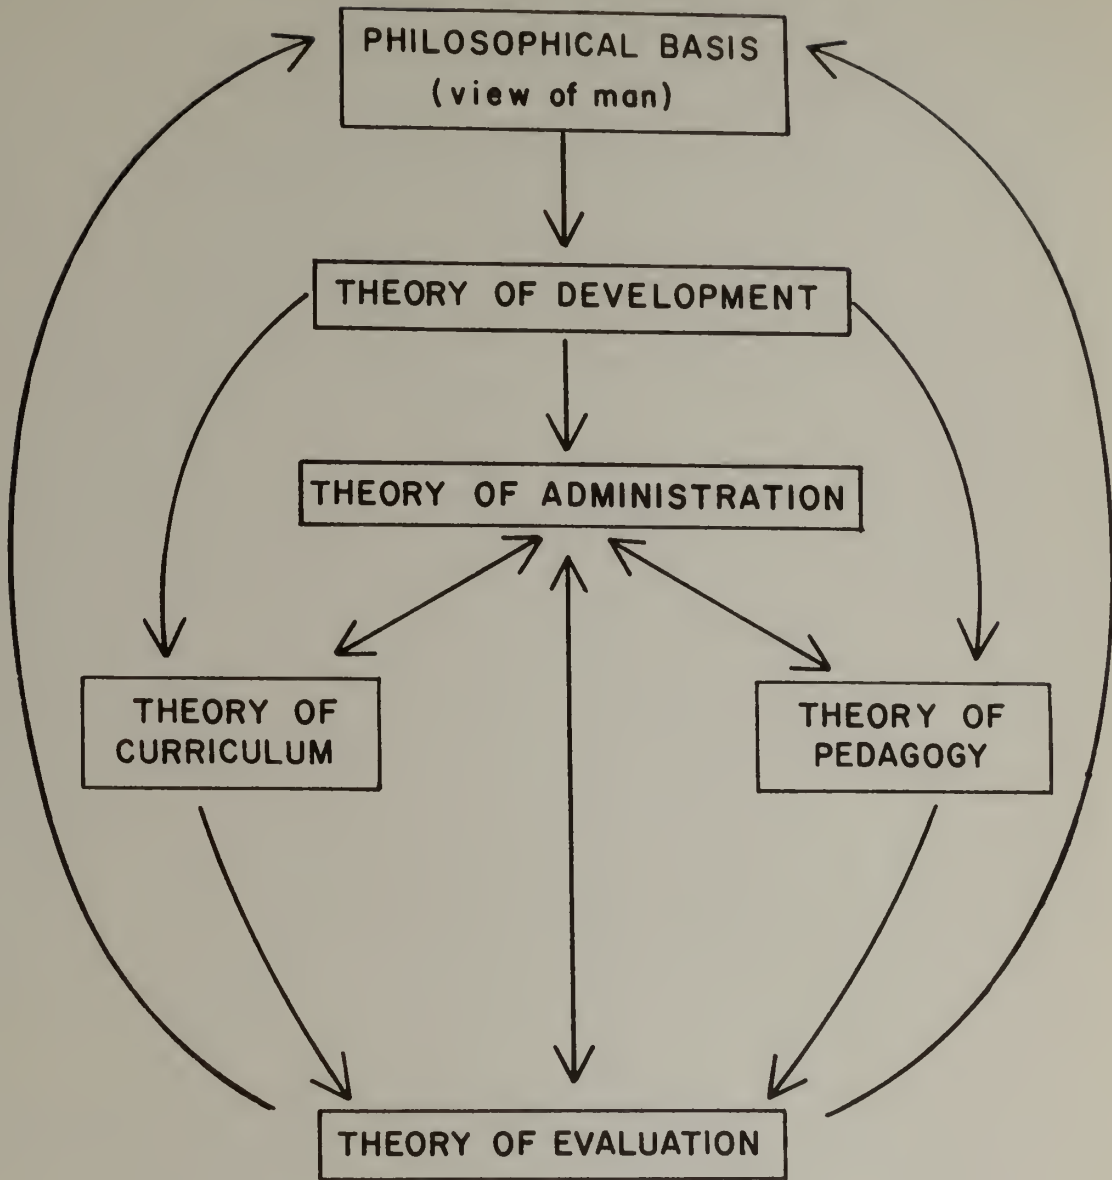 PHILOSOPHICAL BASIS
(view of man)
THEORY OF DEVELOPMENT
THEORY OF ADMINISTRATION
THEORY OF
CURRICULUM
THEORY OF
PEDAGOGY
THEORY OF EVALUATION